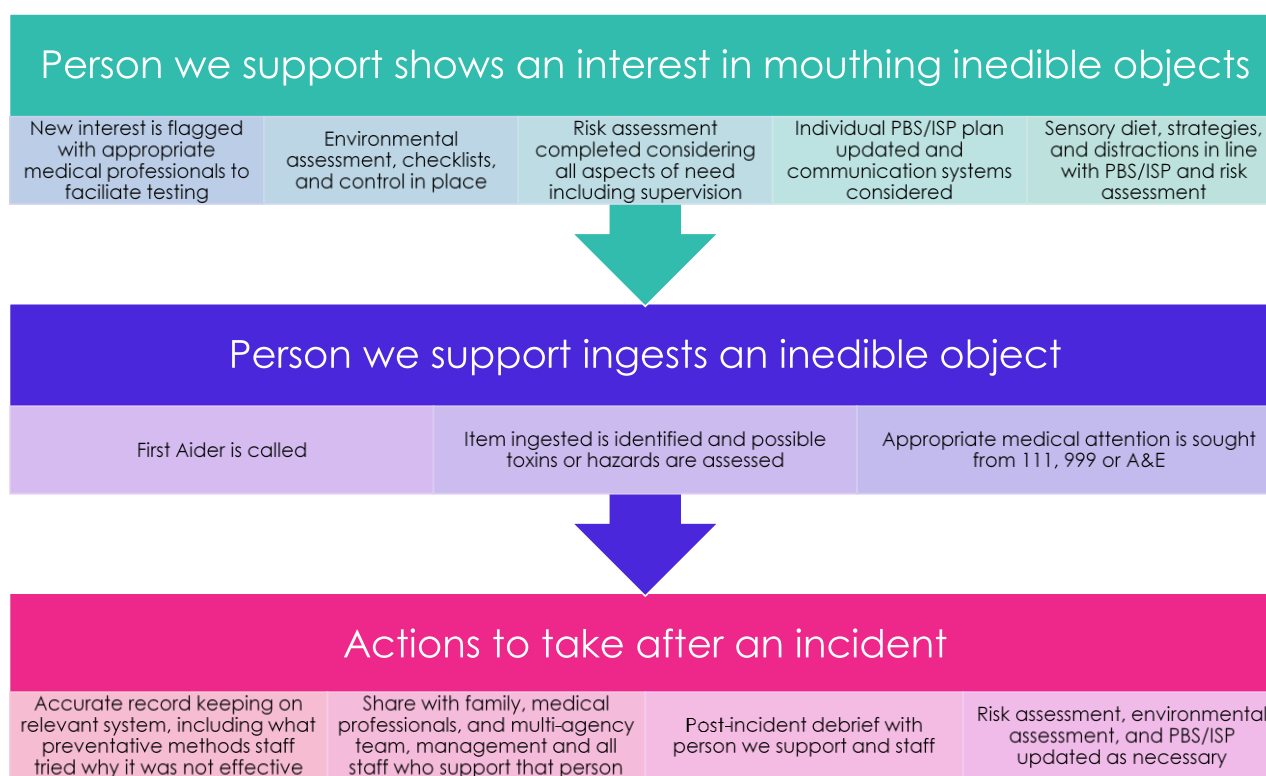 Person we support shows an interest in mouthing inedible objects
New interest is flagged
with appropriate
medical professionals to
faciliate testing
Environmental
assessment, checklists,
and control in place
Risk assessment
completed considering
all aspects of need
including supervision
Individual PBS/ISP plan
updated and
communication systems
considered
Sensory diet, strategies,
and distractions in line
with PBS/ISP and risk
assessment
Person we support ingests an inedible object
First Aider is called
Item ingested is identified and possible
toxins or hazards are assessed
Appropriate medical attention is sought
from 111, 999 or A&E
Actions to take after an incident
Accurate record keeping on
relevant system, including what
preventative methods staff
tried why it was not effective
Share with family, medical
professionals, and multi-agency
team, management and all
staff who support that person
Post-incident debrief with
person we support and staff
Risk assessment, environmental
assessment, and PBS/ISP
updated as necessary